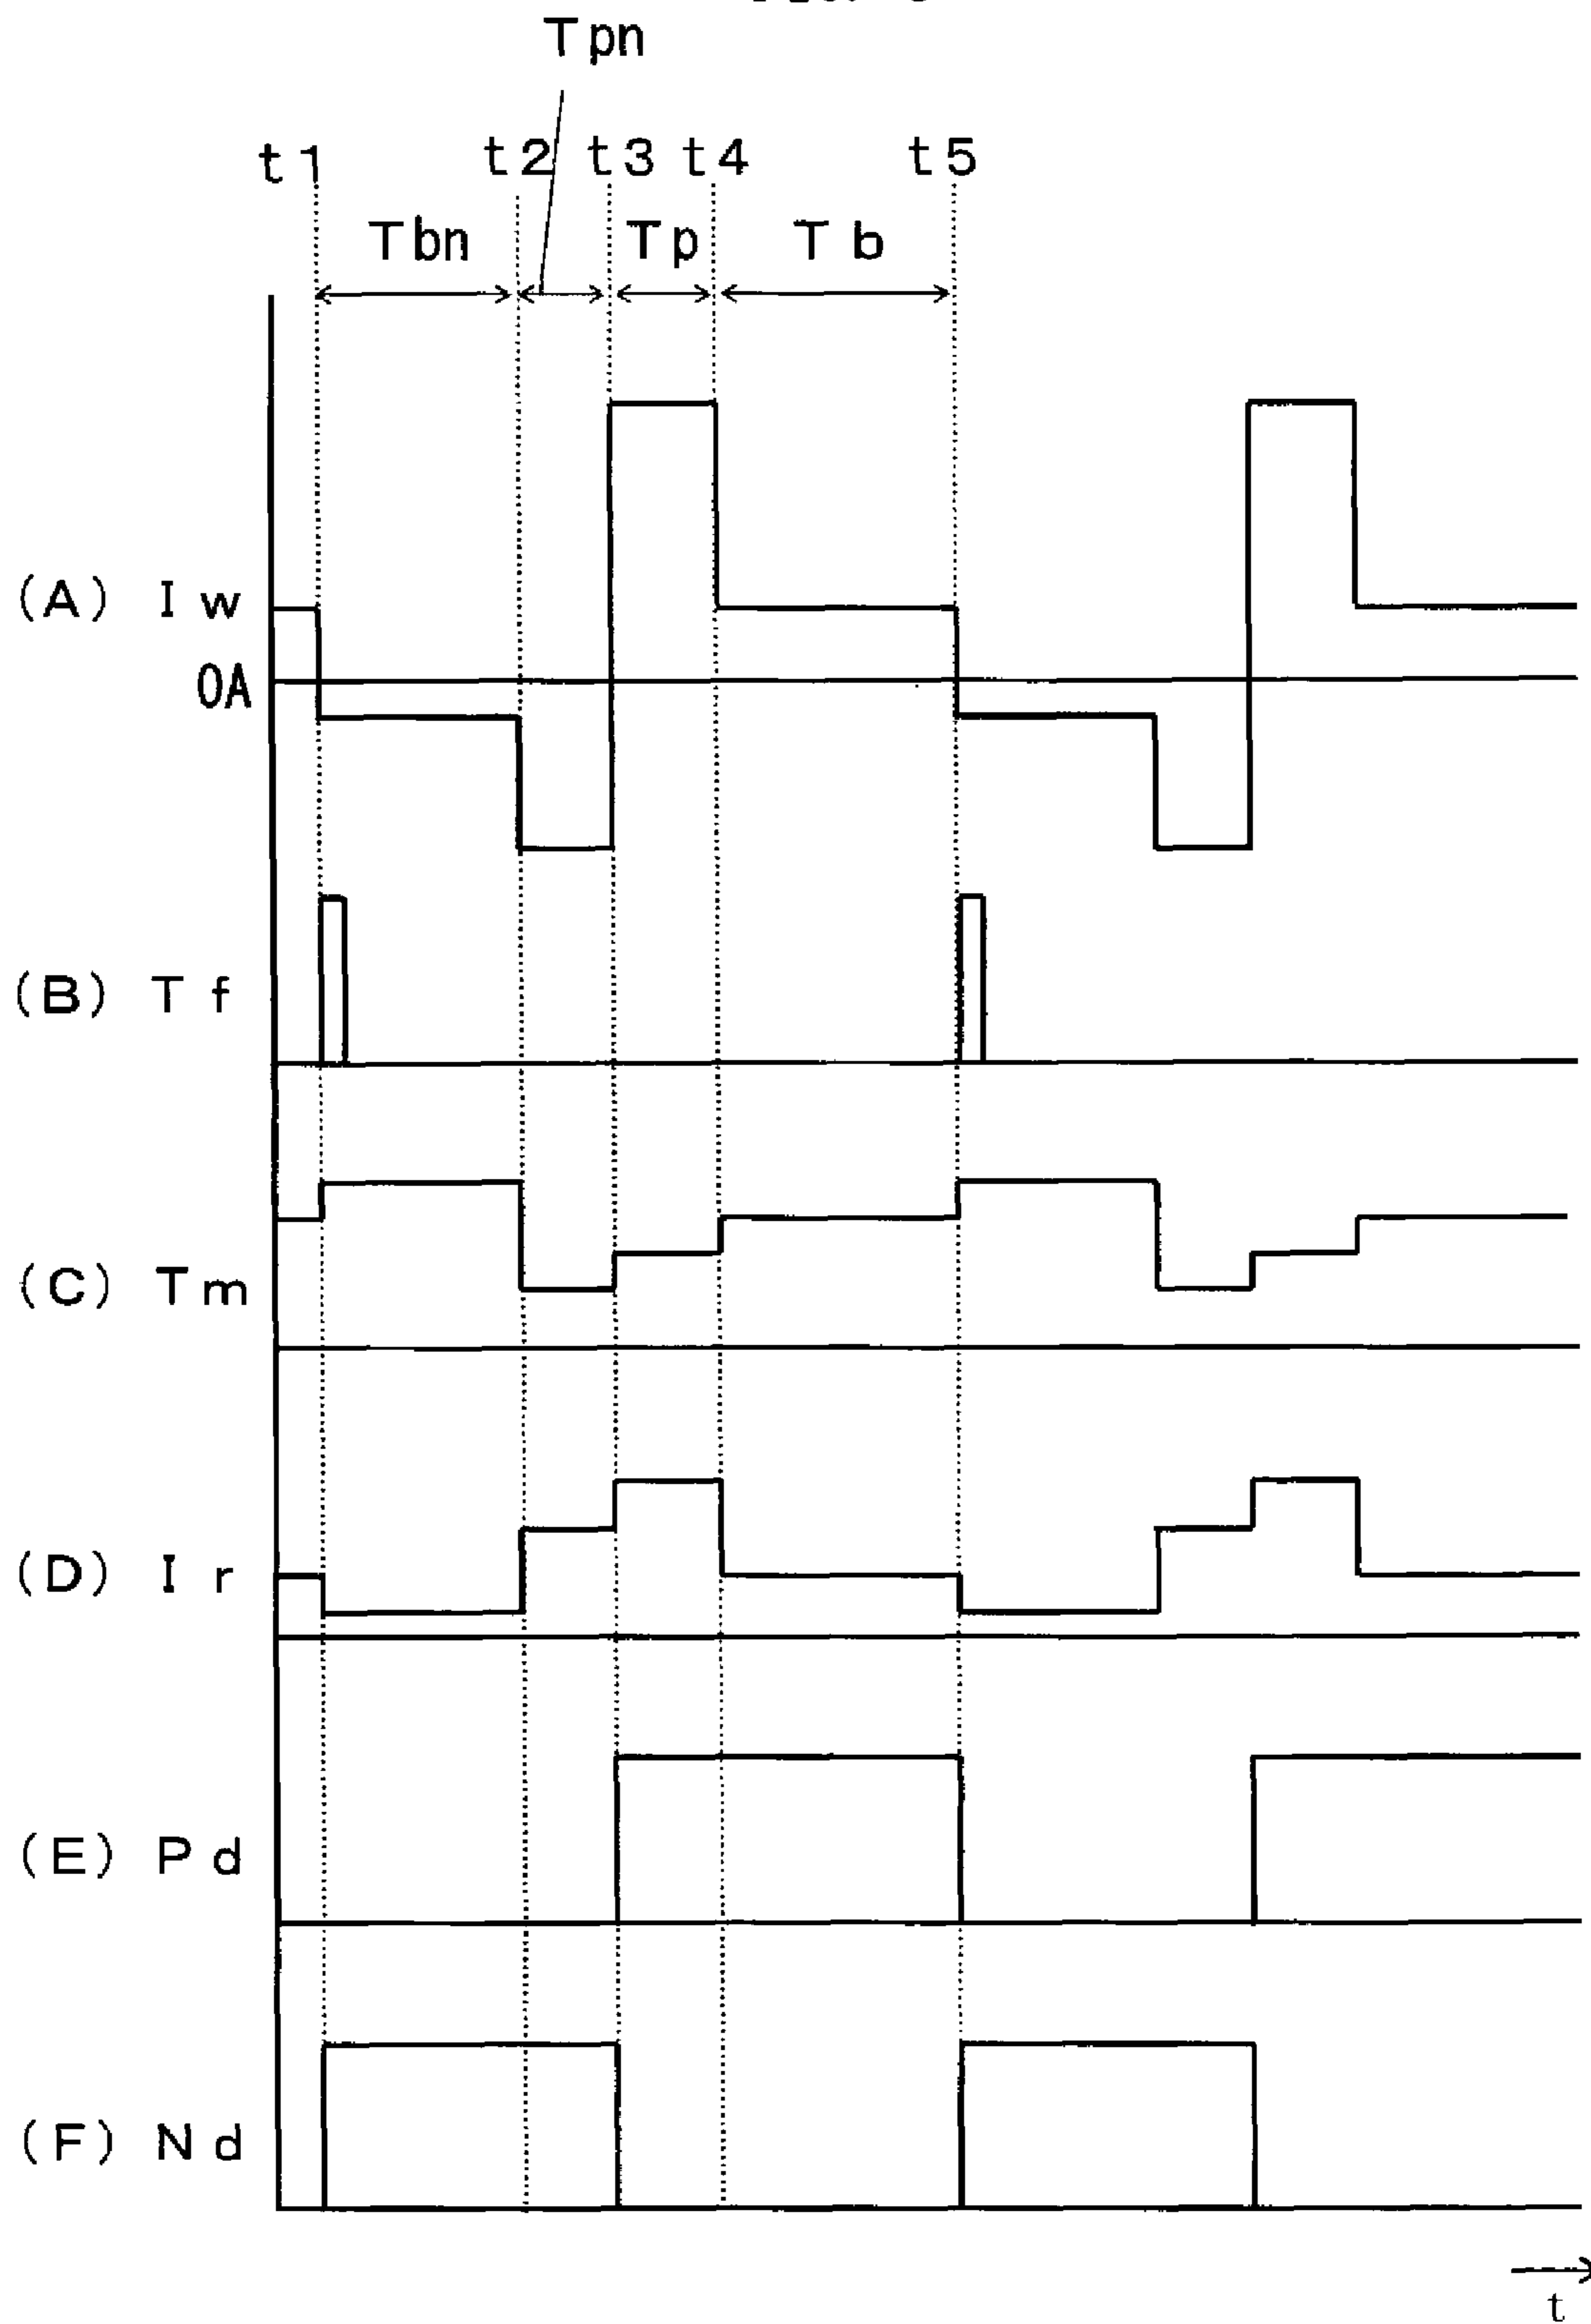 Tpn
t1 t2 t3 t4 t5
Tbn Tp Tb
(A) Iw
0A
(B) Tf
(C) Tm
(D) Ir
(E) Pd
(F) Nd
t